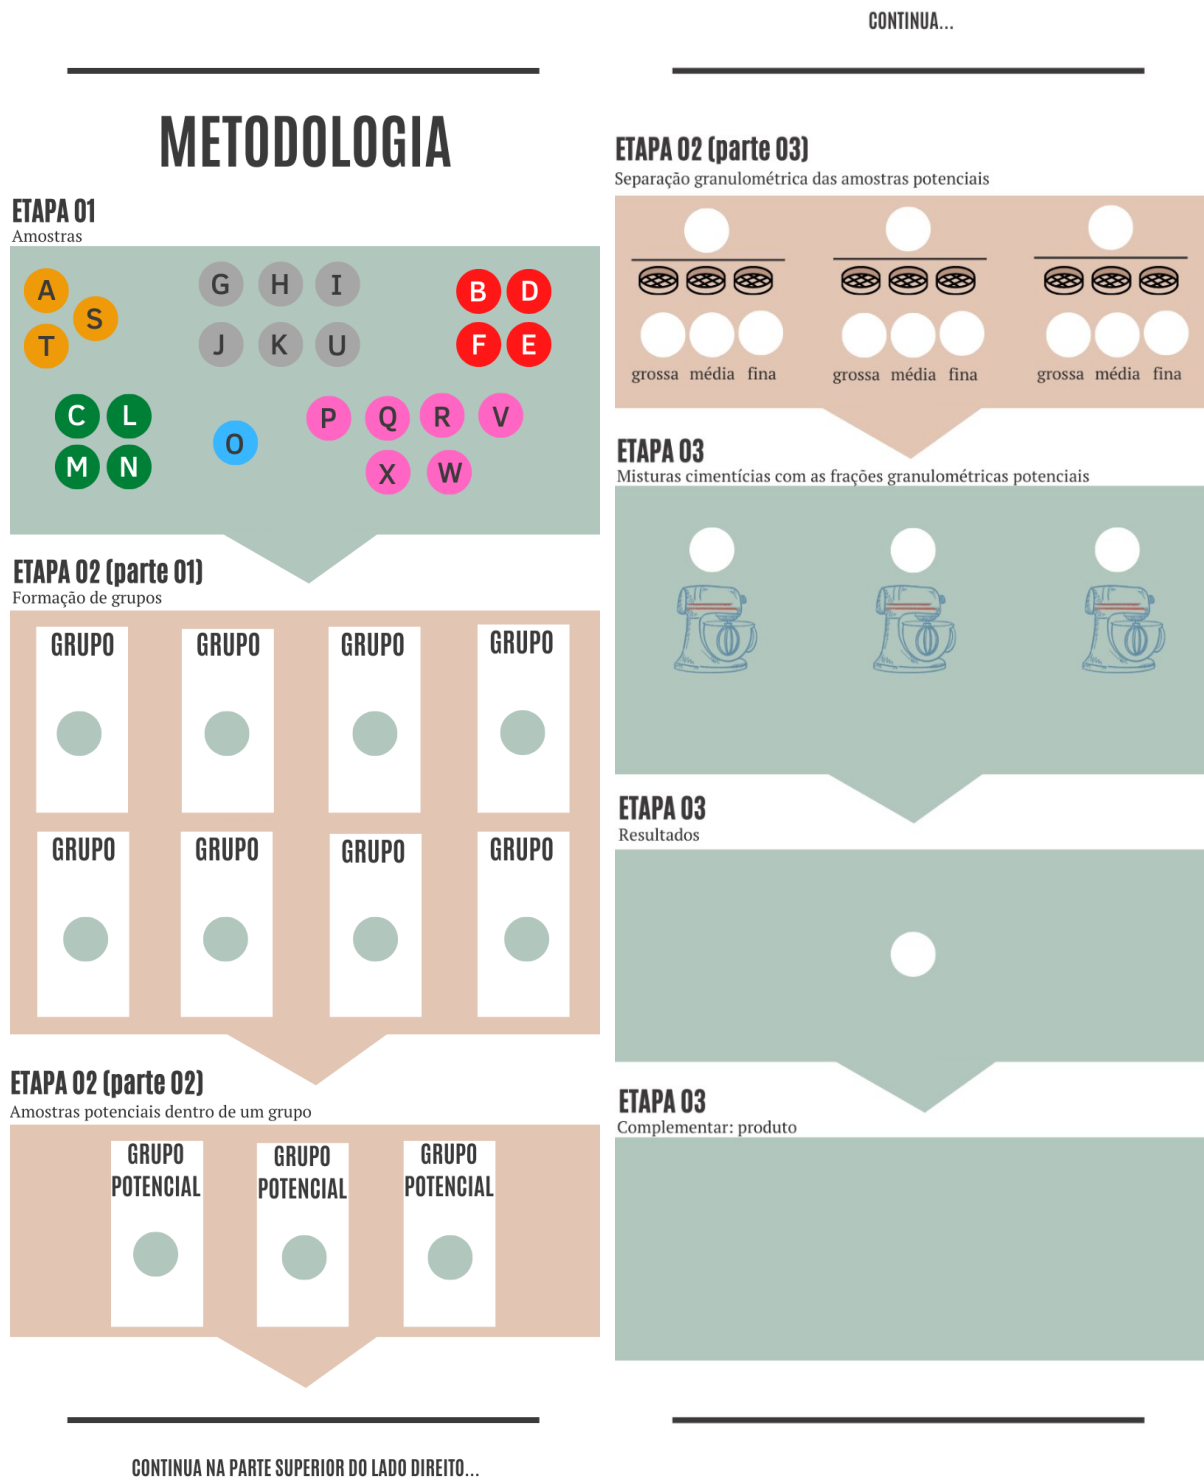 METODOLOGIA
ETAPA 01
Amostras
A
S
T
G H I
J K U
B D
F E
C L
M N
O
P Q R V
X W
ETAPA 02 (parte 01)
Formação de grupos
GRUPO GRUPO GRUPO GRUPO
GRUPO GRUPO GRUPO GRUPO
ETAPA 02 (parte 02)
Amostras potenciais dentro de um grupo
GRUPO
POTENCIAL
GRUPO
POTENCIAL
GRUPO
POTENCIAL
CONTINUA NA PARTE SUPERIOR DO LADO DIREITO...
CONTINUA...
ETAPA 02 (parte 03)
Separação granulométrica das amostras potenciais
grossa média fina
grossa média fina
grossa média fina
ETAPA 03
Misturas cimentícias com as frações granulométricas potenciais
ETAPA 03
Resultados
ETAPA 03
Complementar: produto